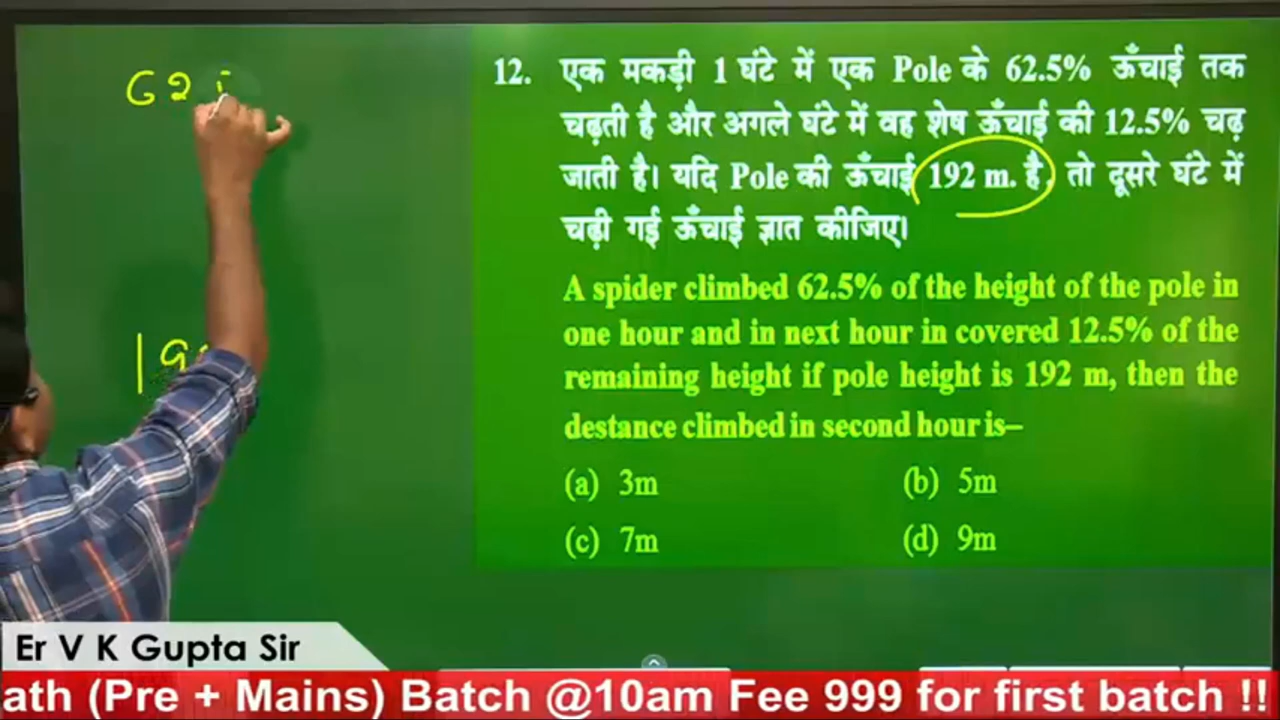 62
19
12. एक मकड़ी 1 घंटे में एक Pole के 62.5% ऊँचाई तक
चढ़ती है और अगले घंटे में वह शेष ऊँचाई की 12.5% चढ़
जाती है। यदि Pole की ऊँचाई 192 m. है, तो दूसरे घंटे में
चढ़ी गई ऊँचाई ज्ञात कीजिए।
A spider climbed 62.5% of the height of the pole in
one hour and in next hour in covered 12.5% of the
remaining height if pole height is 192 m, then the
destance climbed in second hour is–
(a) 3m (b) 5m
(c) 7m (d) 9m
Er V K Gupta Sir
ath (Pre + Mains) Batch @10am Fee 999 for first batch !!